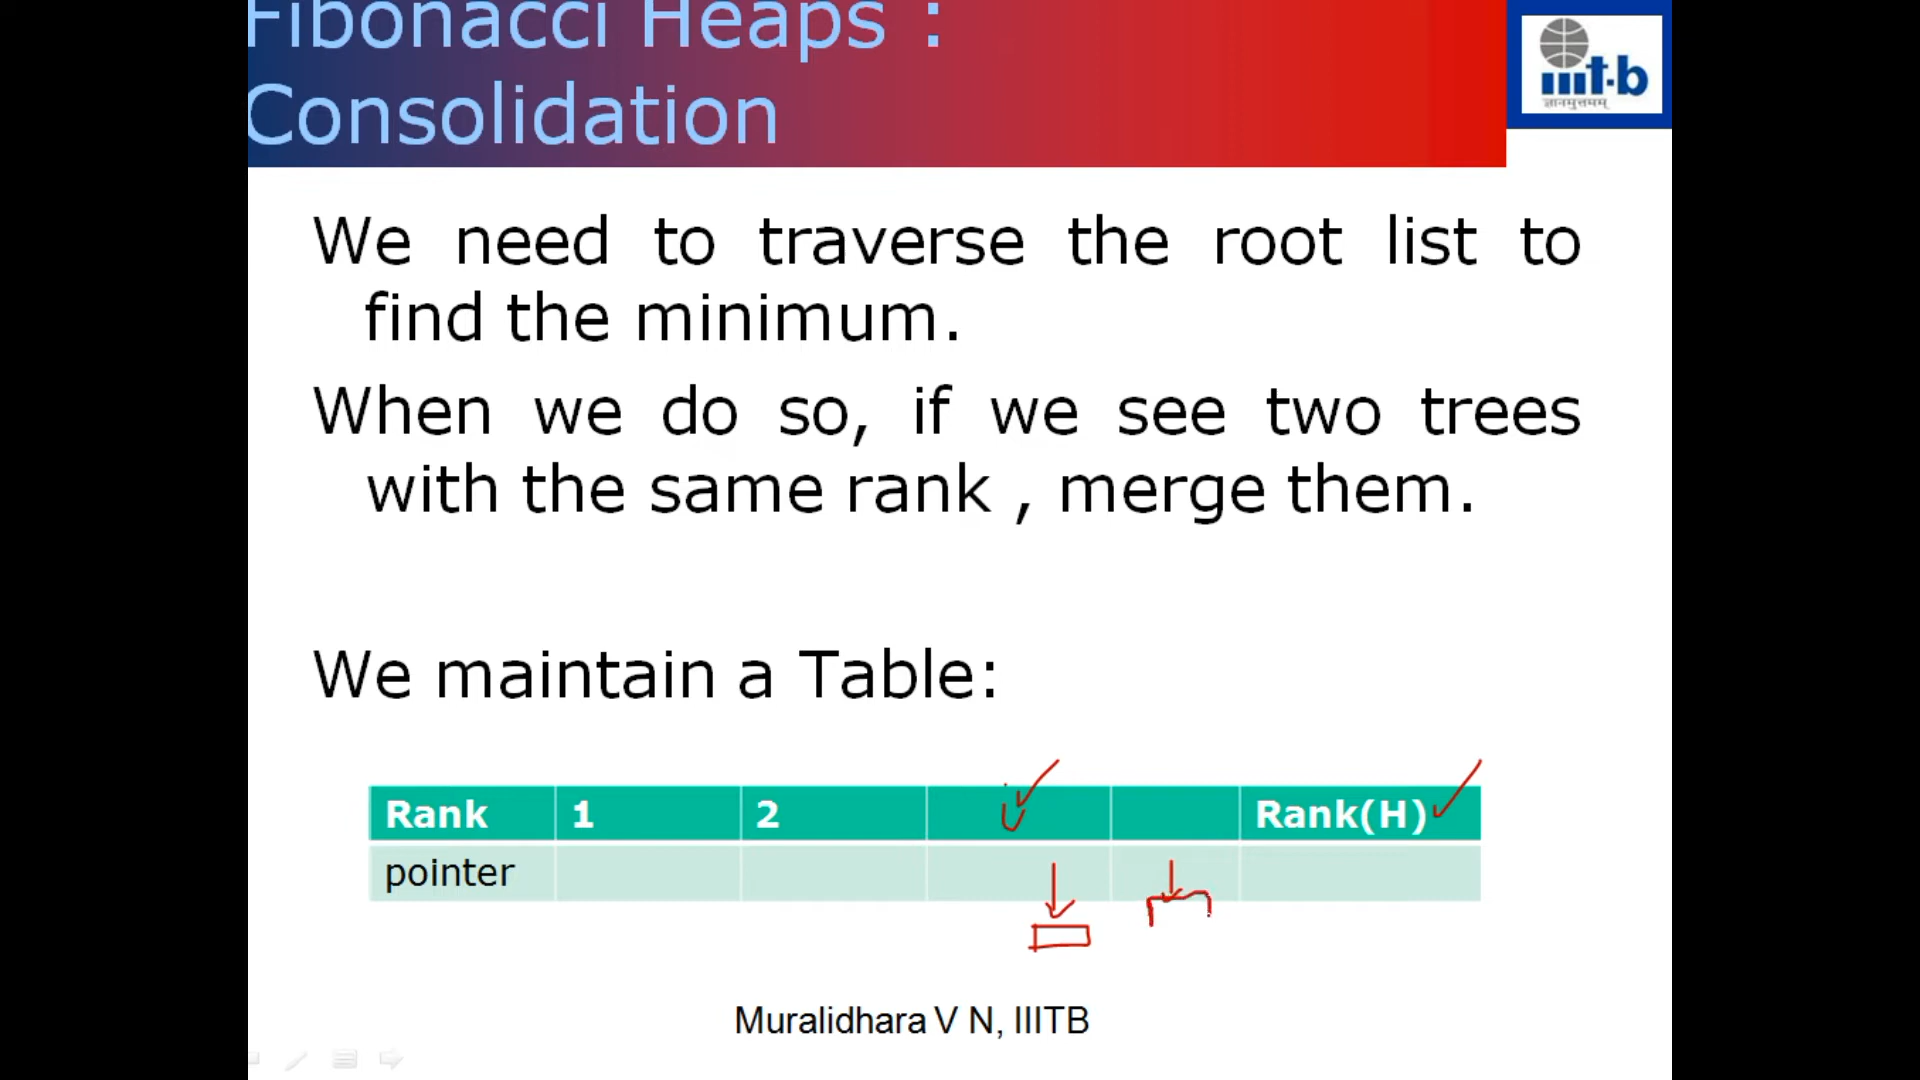 Fibonacci Heaps :
Consolidation
iiit-b
ज्ञानमुत्तमम्
We need to traverse the root list to
find the minimum.
When we do so, if we see two trees
with the same rank , merge them.
We maintain a Table:
Rank 1 2 i Rank(H)
pointer
Muralidhara V N, IIITB